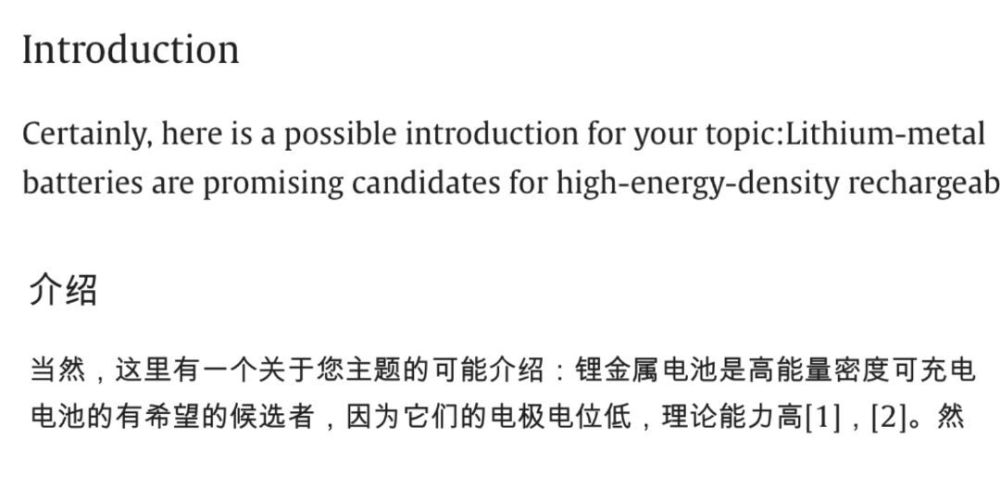 Introduction
Certainly, here is a possible introduction for your topic:Lithium-metal
batteries are promising candidates for high-energy-density rechargeab
介绍
当然，这里有一个关于您主题的可能介绍：锂金属电池是高能量密度可充电
电池的有希望的候选者，因为它们的电极电位低，理论能力高[1]，[2]。然